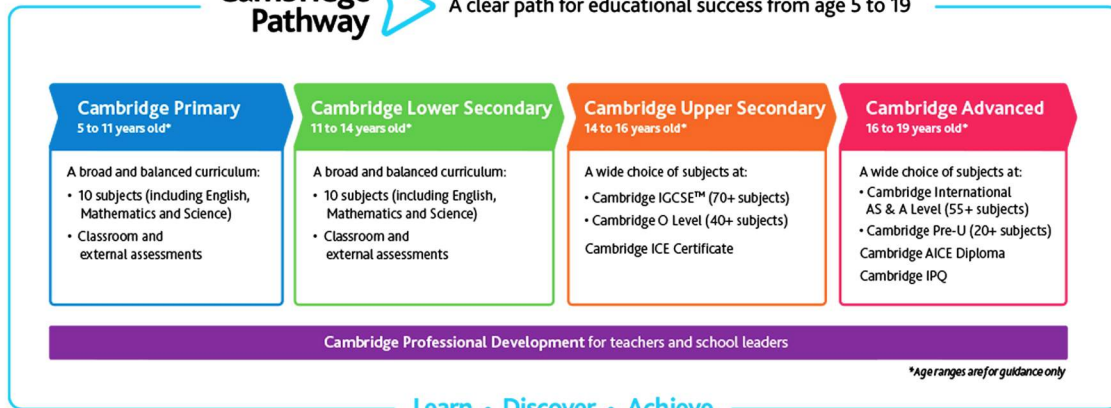 Cambridge
Pathway
A clear path for educational success from age 5 to 19
Cambridge Primary
5 to 11 years old*
A broad and balanced curriculum:
• 10 subjects (including English,
Mathematics and Science)
• Classroom and
external assessments
Cambridge Lower Secondary
11 to 14 years old*
A broad and balanced curriculum:
• 10 subjects (including English,
Mathematics and Science)
• Classroom and
external assessments
Cambridge Upper Secondary
14 to 16 years old*
A wide choice of subjects at:
• Cambridge IGCSE™ (70+ subjects)
• Cambridge O Level (40+ subjects)
Cambridge ICE Certificate
Cambridge Advanced
16 to 19 years old*
A wide choice of subjects at:
• Cambridge International
AS & A Level (55+ subjects)
• Cambridge Pre-U (20+ subjects)
Cambridge AICE Diploma
Cambridge IPQ
Cambridge Professional Development for teachers and school leaders
*Age ranges are for guidance only
Learn • Discover • Achieve